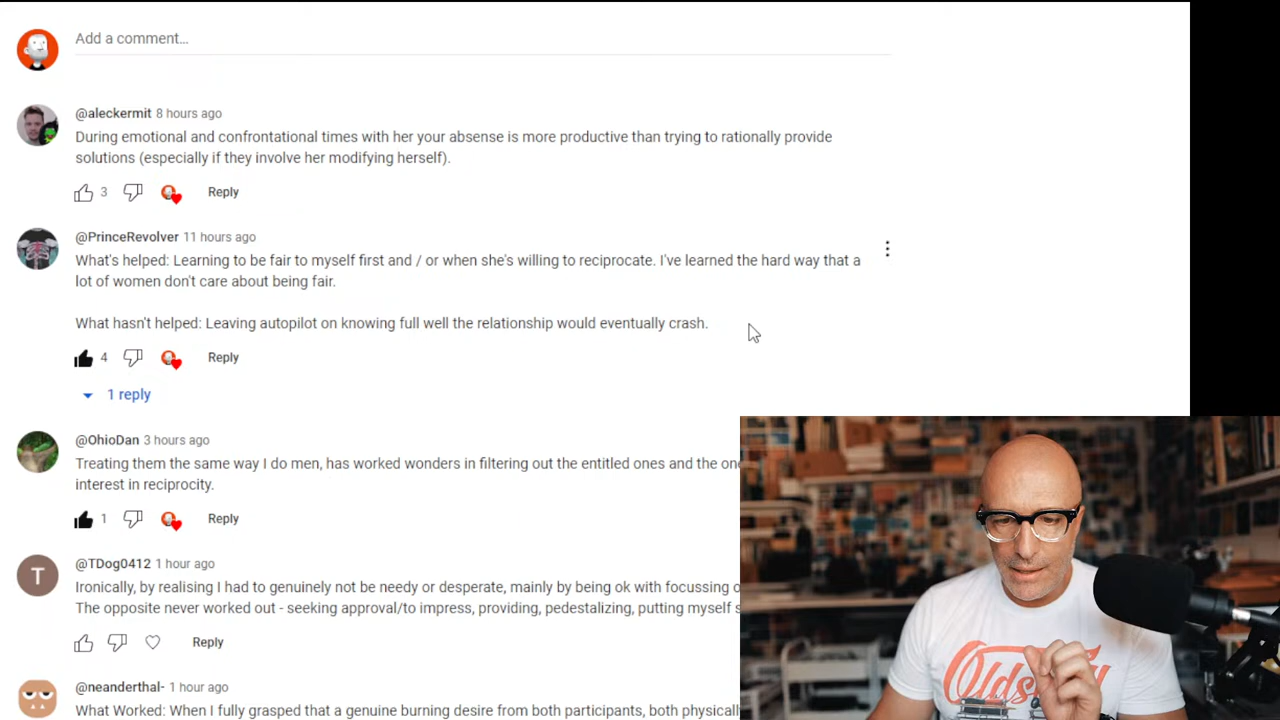 Add a comment...
@aleckermit 8 hours ago
During emotional and confrontational times with her your absense is more productive than trying to rationally provide
solutions (especially if they involve her modifying herself).
3 Reply
@PrinceRevolver 11 hours ago
What's helped: Learning to be fair to myself first and / or when she's willing to reciprocate. I've learned the hard way that a
lot of women don't care about being fair.
What hasn't helped: Leaving autopilot on knowing full well the relationship would eventually crash.
4 Reply
1 reply
@OhioDan 3 hours ago
Treating them the same way I do men, has worked wonders in filtering out the entitled ones and the
interest in reciprocity.
1 Reply
T
@TDog0412 1 hour ago
Ironically, by realising I had to genuinely not be needy or desperate, mainly by being ok with focussing
The opposite never worked out - seeking approval/to impress, providing, pedestalizing, putting myself
Reply
@neanderthal- 1 hour ago
What Worked: When I fully grasped that a genuine burning desire from both participants, both